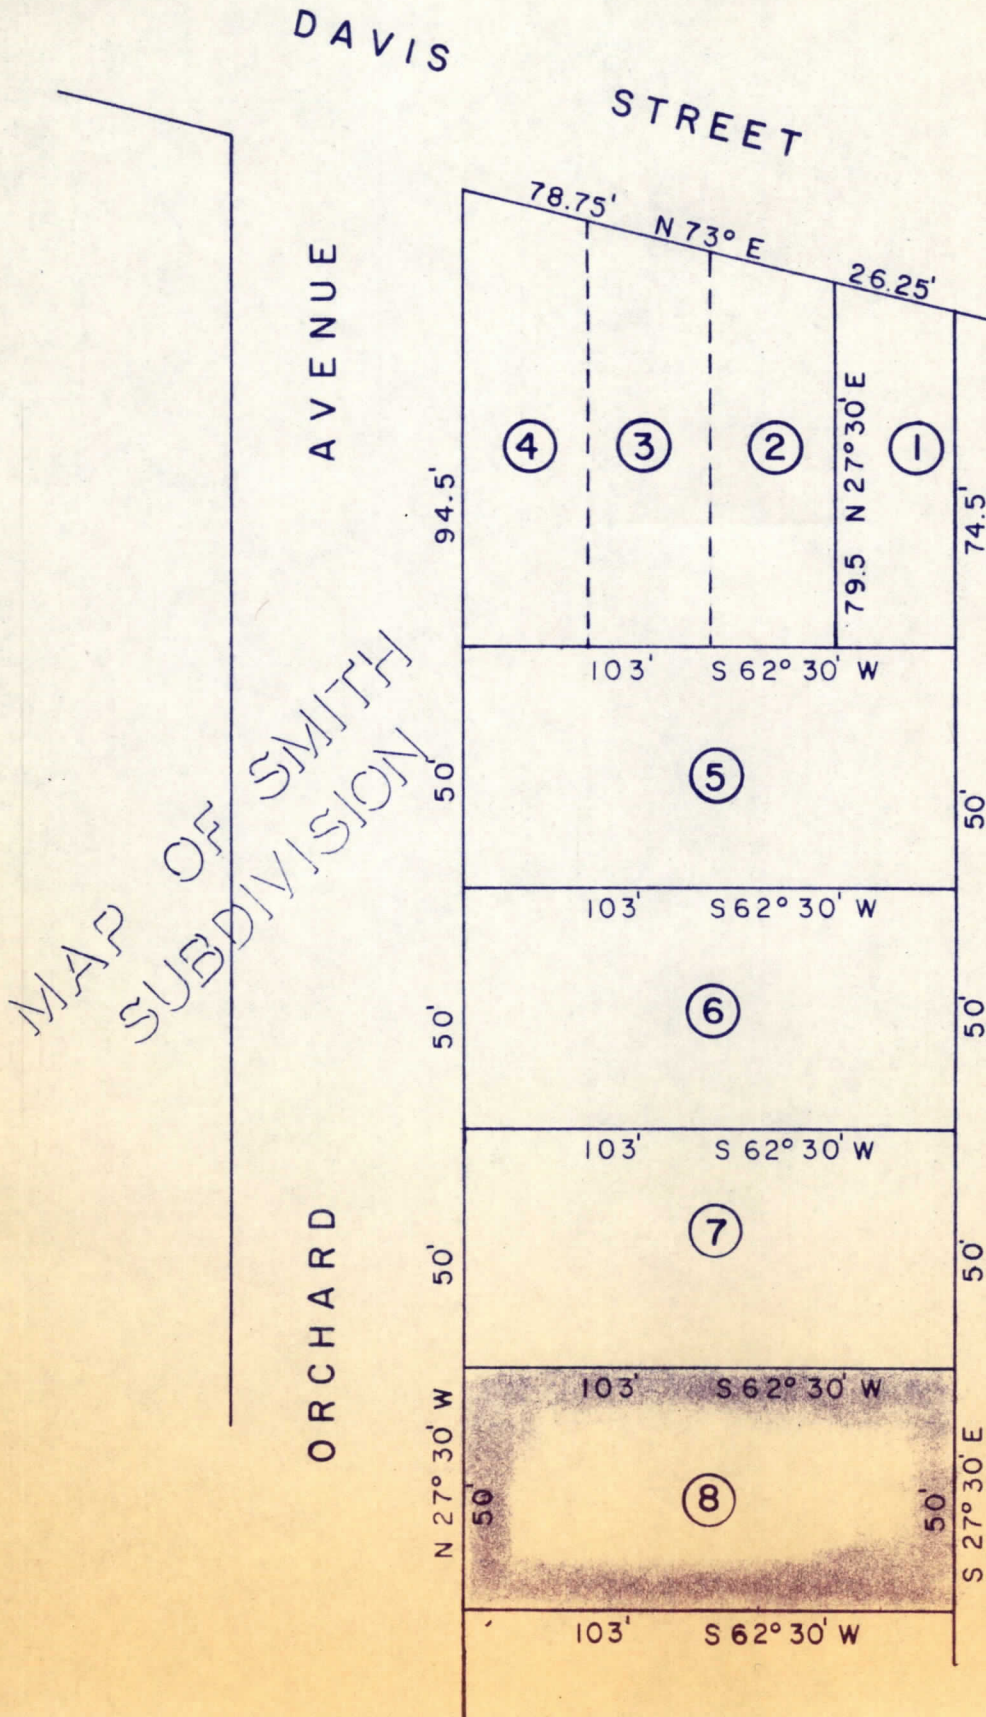 DAVIS STREET
78.75'
N 73° E
26.25'
AVENUE
4
3
2
1
94.5'
79.5 N 27°30' E
74.5'
103' S 62° 30' W
MAP OF SMITH
SUBDIVISION
50'
5
50'
103' S 62° 30' W
50'
6
50'
103' S 62° 30' W
50'
7
50'
ORCHARD
103' S 62° 30' W
N 27° 30' W
50'
8
50'
S 27° 30' E
103' S 62° 30' W